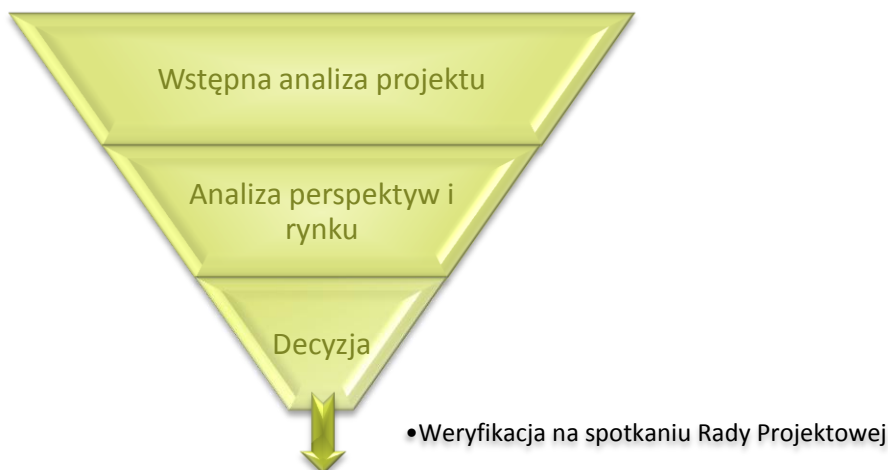 Wstępna analiza projektu
Analiza perspektyw i
rynku
Decyzja
•Weryfikacja na spotkaniu Rady Projektowej